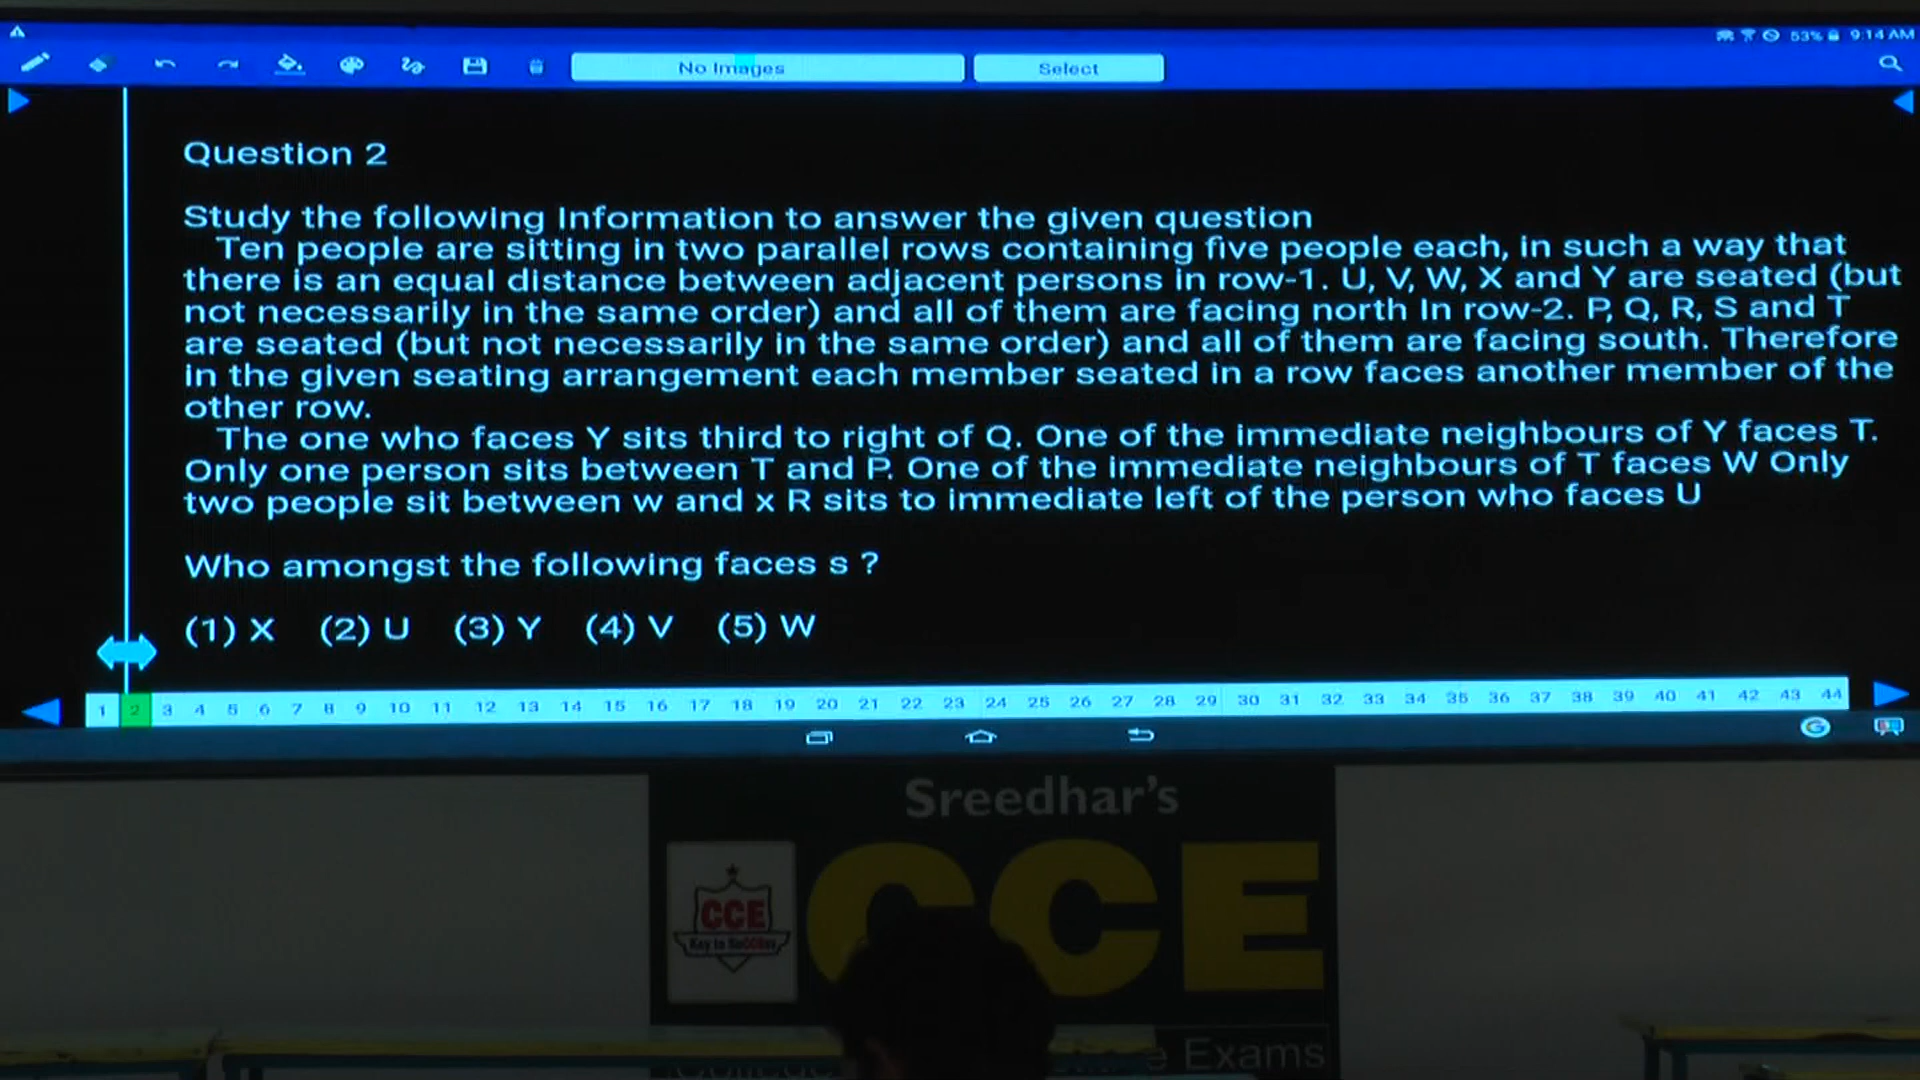 53% 9:14 AM
No Images Select
Question 2
Study the following Information to answer the given question
Ten people are sitting in two parallel rows containing five people each, in such a way that
there is an equal distance between adjacent persons in row-1. U, V, W, X and Y are seated (but
not necessarily in the same order) and all of them are facing north In row-2. P, Q, R, S and T
are seated (but not necessarily in the same order) and all of them are facing south. Therefore
in the given seating arrangement each member seated in a row faces another member of the
other row.
The one who faces Y sits third to right of Q. One of the immediate neighbours of Y faces T.
Only one person sits between T and P. One of the immediate neighbours of T faces W Only
two people sit between w and x R sits to immediate left of the person who faces U
Who amongst the following faces s ?
(1) X (2) U (3) Y (4) V (5) W
1 2 3 4 5 6 7 8 9 10 11 12 13 14 15 16 17 18 19 20 21 22 23 24 25 26 27 28 29 30 31 32 33 34 35 36 37 38 39 40 41 42 43 44
G
Sreedhar's
CCE
CCE
Key to
Exams